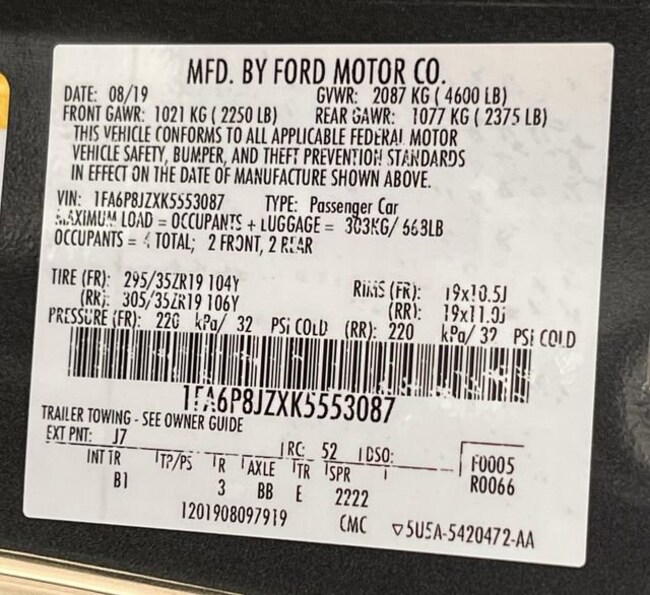 MFD. BY FORD MOTOR CO.
DATE: 08/19 GVWR: 2087 KG ( 4600 LB)
FRONT GAWR: 1021 KG ( 2250 LB) REAR GAWR: 1077 KG ( 2375 LB)
THIS VEHICLE CONFORMS TO ALL APPLICABLE FEDERAL MOTOR
VEHICLE SAFETY, BUMPER, AND THEFT PREVENTION STANDARDS
IN EFFECT ON THE DATE OF MANUFACTURE SHOWN ABOVE.
VIN: 1FA6P8JZXK5553087 TYPE: Passenger Car
MAXIMUM LOAD = OCCUPANTS + LUGGAGE = 303KG/ 668LB
OCCUPANTS = 4 TOTAL; 2 FRONT, 2 REAR
TIRE (FR): 295/35ZR19 104Y RIMS (FR): 19x10.5J
(RR): 305/35ZR19 106Y (RR): 19x11.0J
PRESSURE (FR): 220 kPa/ 32 PSi COLD (RR): 220 kPa/ 32 PSi COLD
1FA6P8JZXK5553087
TRAILER TOWING - SEE OWNER GUIDE
EXT PNT: J7 RC: 52 DSO: F0005
INT TR TP/PS R AXLE TR SPR R0066
B1 3 BB E 2222
1201908097919 CMC ▽5U5A-5420472-AA